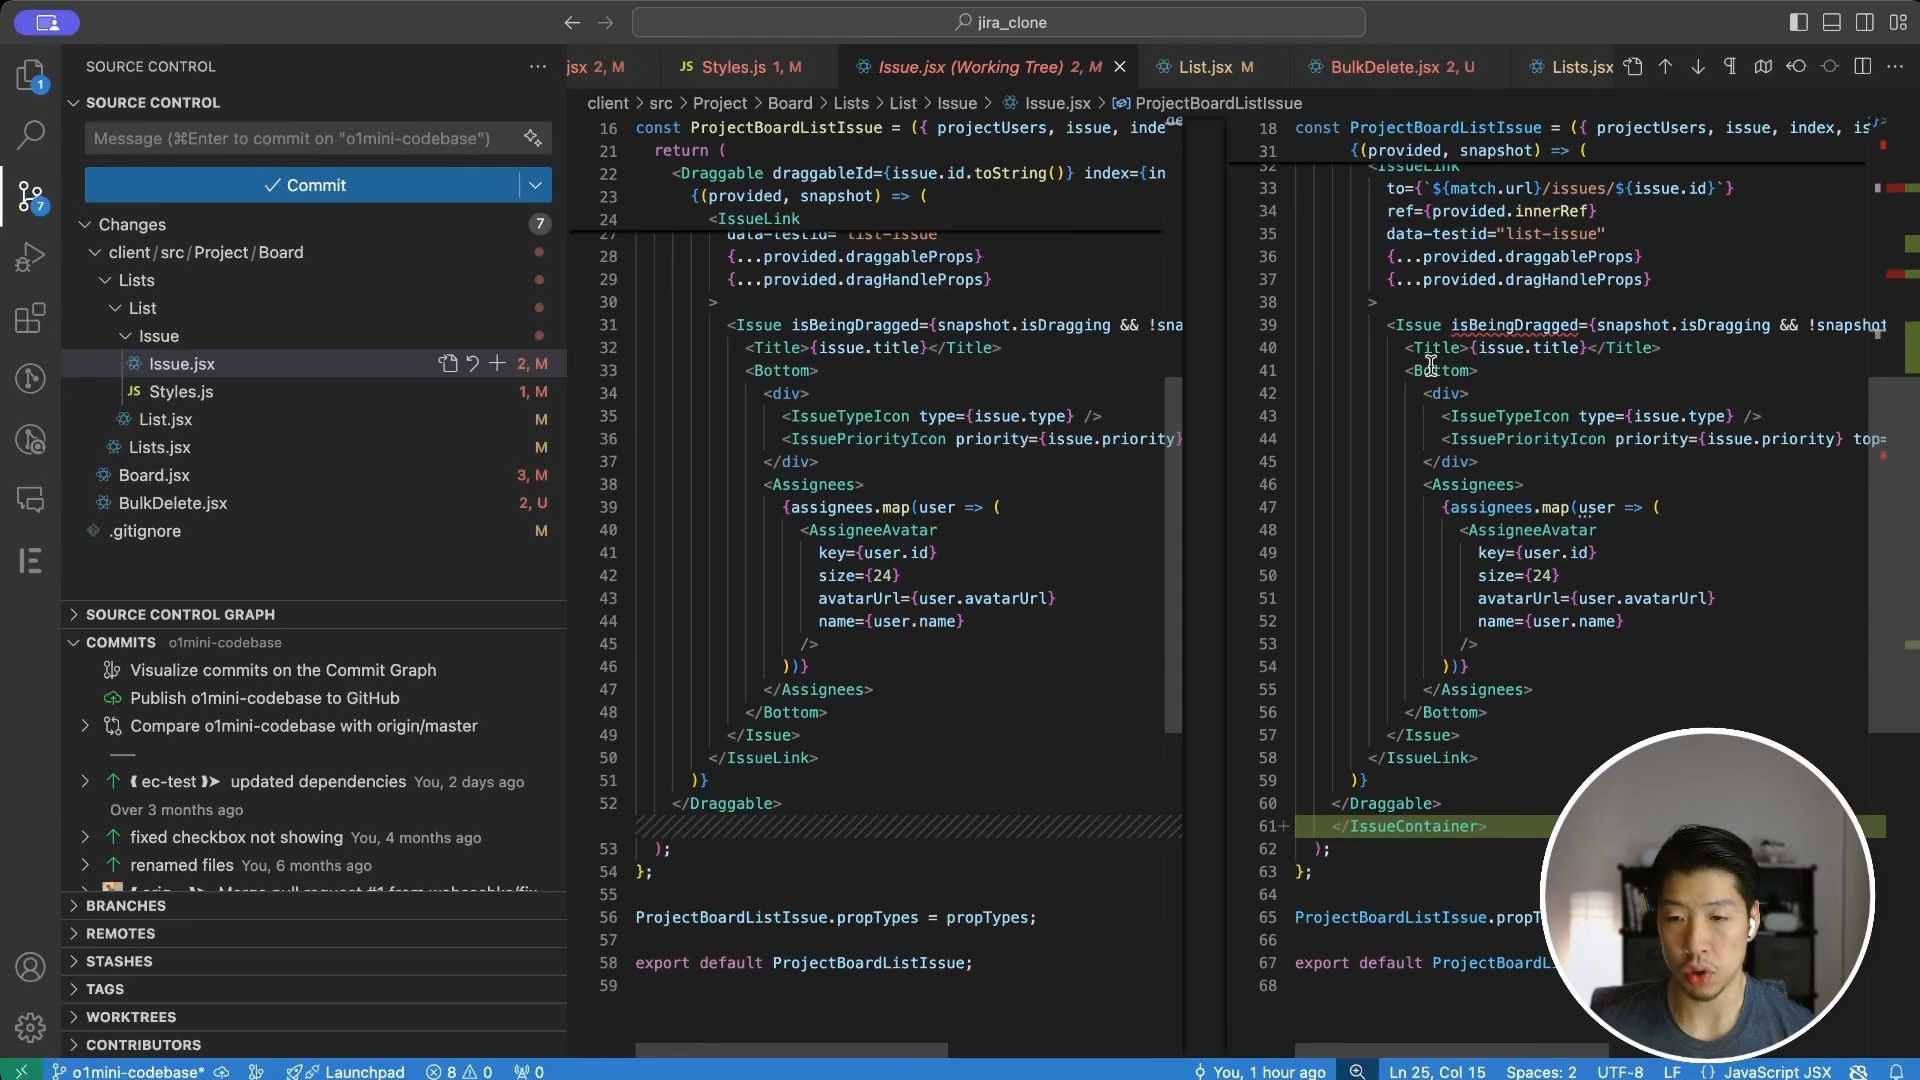 jira_clone
SOURCE CONTROL
SOURCE CONTROL
Message (⌘Enter to commit on "o1mini-codebase")
Commit
Changes
7
client/src/Project/Board
Lists
List
Issue
Issue.jsx 2, M
Styles.js 1, M
List.jsx M
Lists.jsx M
Board.jsx 3, M
BulkDelete.jsx 2, U
.gitignore M
1
7
SOURCE CONTROL GRAPH
COMMITS o1mini-codebase
Visualize commits on the Commit Graph
Publish o1mini-codebase to GitHub
Compare o1mini-codebase with origin/master
ec-test updated dependencies You, 2 days ago
Over 3 months ago
fixed checkbox not showing You, 4 months ago
renamed files You, 6 months ago
BRANCHES
REMOTES
STASHES
TAGS
WORKTREES
CONTRIBUTORS
jsx 2, M
JS Styles.js 1, M
Issue.jsx (Working Tree) 2, M
List.jsx M
BulkDelete.jsx 2, U
Lists.jsx
client > src > Project > Board > Lists > List > Issue > Issue.jsx > ProjectBoardListIssue
16 const ProjectBoardListIssue = ({ projectUsers, issue, inde
21 return (
22 <Draggable draggableId={issue.id.toString()} index={in
23 {(provided, snapshot) => (
24 <IssueLink
27 data-testid="list-issue"
28 {...provided.draggableProps}
29 {...provided.dragHandleProps}
30 >
31 <Issue isBeingDragged={snapshot.isDragging && !sna
32 <Title>{issue.title}</Title>
33 <Bottom>
34 <div>
35 <IssueTypeIcon type={issue.type} />
36 <IssuePriorityIcon priority={issue.priority}
37 </div>
38 <Assignees>
39 {assignees.map(user => (
40 <AssigneeAvatar
41 key={user.id}
42 size={24}
43 avatarUrl={user.avatarUrl}
44 name={user.name}
45 />
46 ))}
47 </Assignees>
48 </Bottom>
49 </Issue>
50 </IssueLink>
51 )}
52 </Draggable>
53 );
54 };
55
56 ProjectBoardListIssue.propTypes = propTypes;
57
58 export default ProjectBoardListIssue;
59
18 const ProjectBoardListIssue = ({ projectUsers, issue, index, is
31 {(provided, snapshot) => (
32 <IssueLink
33 to={`${match.url}/issues/${issue.id}`}
34 ref={provided.innerRef}
35 data-testid="list-issue"
36 {...provided.draggableProps}
37 {...provided.dragHandleProps}
38 >
39 <Issue isBeingDragged={snapshot.isDragging && !snapshot
40 <Title>{issue.title}</Title>
41 <Bottom>
42 <div>
43 <IssueTypeIcon type={issue.type} />
44 <IssuePriorityIcon priority={issue.priority} top=
45 </div>
46 <Assignees>
47 {assignees.map(user => (
48 <AssigneeAvatar
49 key={user.id}
50 size={24}
51 avatarUrl={user.avatarUrl}
52 name={user.name}
53 />
54 ))}
55 </Assignees>
56 </Bottom>
57 </Issue>
58 </IssueLink>
59 )}
60 </Draggable>
61+ </IssueContainer>
62 );
63 };
64
65 ProjectBoardListIssue.propT
66
67 export default ProjectBoardL
68
o1mini-codebase*
Launchpad
8 0
0
You, 1 hour ago
Ln 25, Col 15
Spaces: 2
UTF-8
LF
{} JavaScript JSX